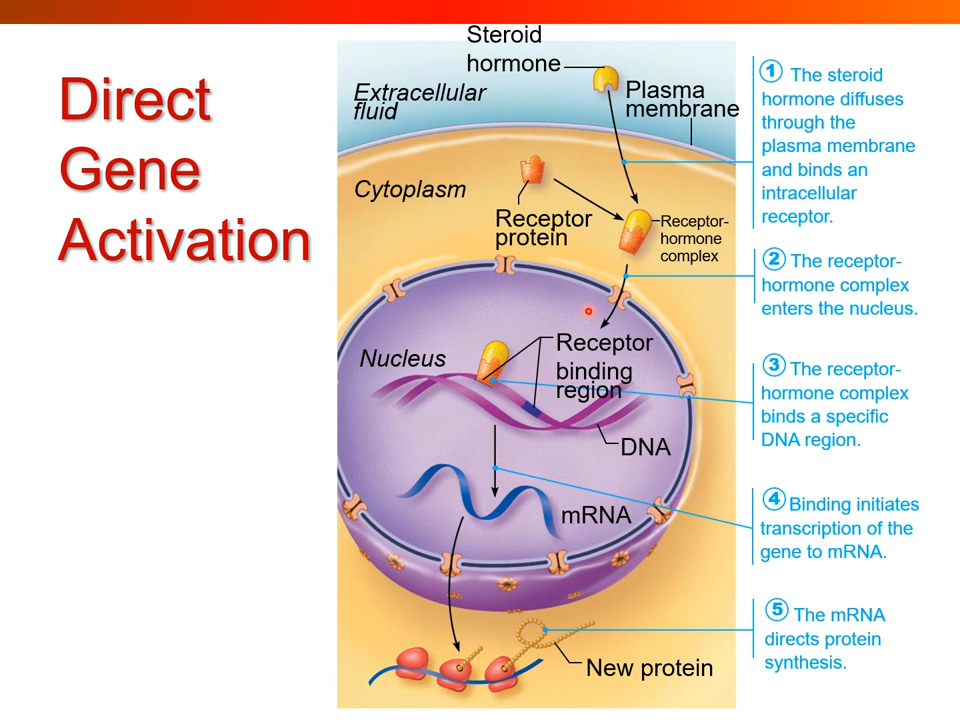 Direct
Gene
Activation
Steroid
hormone
Extracellular
fluid
Plasma
membrane
Cytoplasm
Receptor
protein
Receptor-
hormone
complex
Nucleus
Receptor
binding
region
DNA
mRNA
New protein
1 The steroid
hormone diffuses
through the
plasma membrane
and binds an
intracellular
receptor.
2 The receptor-
hormone complex
enters the nucleus.
3 The receptor-
hormone complex
binds a specific
DNA region.
4 Binding initiates
transcription of the
gene to mRNA.
5 The mRNA
directs protein
synthesis.